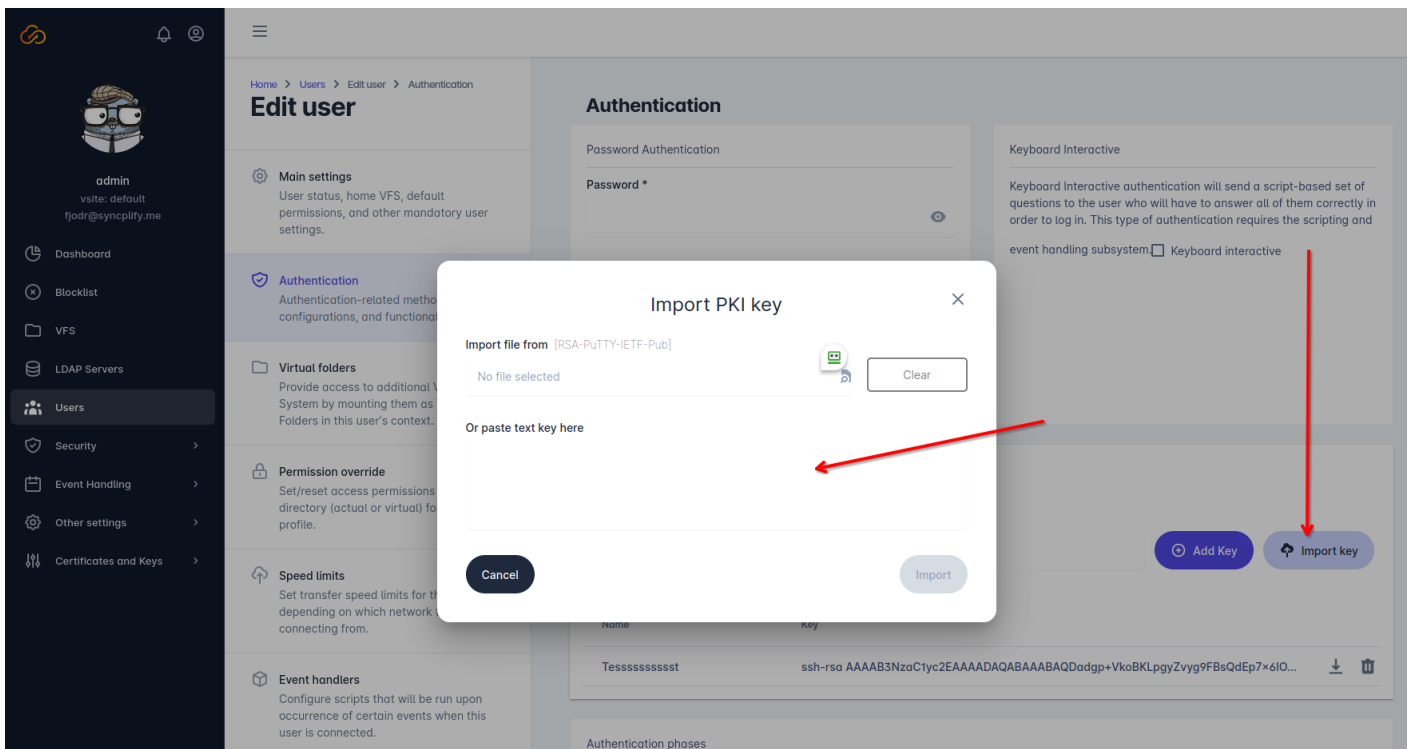 admin
vsite: default
fjodr@syncplify.me
Dashboard
Blocklist
VFS
LDAP Servers
Users
Security
Event Handling
Other settings
Certificates and Keys
Home > Users > Edit user > Authentication
Edit user
Main settings
User status, home VFS, default
permissions, and other mandatory user
settings.
Authentication
Authentication-related metho
configurations, and functional
Virtual folders
Provide access to additional V
System by mounting them as
Folders in this user's context.
Permission override
Set/reset access permissions
directory (actual or virtual) fo
profile.
Speed limits
Set transfer speed limits for th
depending on which network
connecting from.
Event handlers
Configure scripts that will be run upon
occurrence of certain events when this
user is connected.
Authentication
Password Authentication
Password *
Keyboard Interactive
Keyboard Interactive authentication will send a script-based set of
questions to the user who will have to answer all of them correctly in
order to log in. This type of authentication requires the scripting and
event handling subsystem. Keyboard interactive
Import PKI key
Import file from [RSA-PuTTY-IETF-Pub]
No file selected
Clear
Or paste text key here
Cancel
Import
Add Key
Import key
Name
Key
Tesssssssssst
ssh-rsa AAAAB3NzaC1yc2EAAAADAQABAAABAQDadgp+VkoBKLpgyZvyg9FBsQdEp7×6IO...
Authentication phases